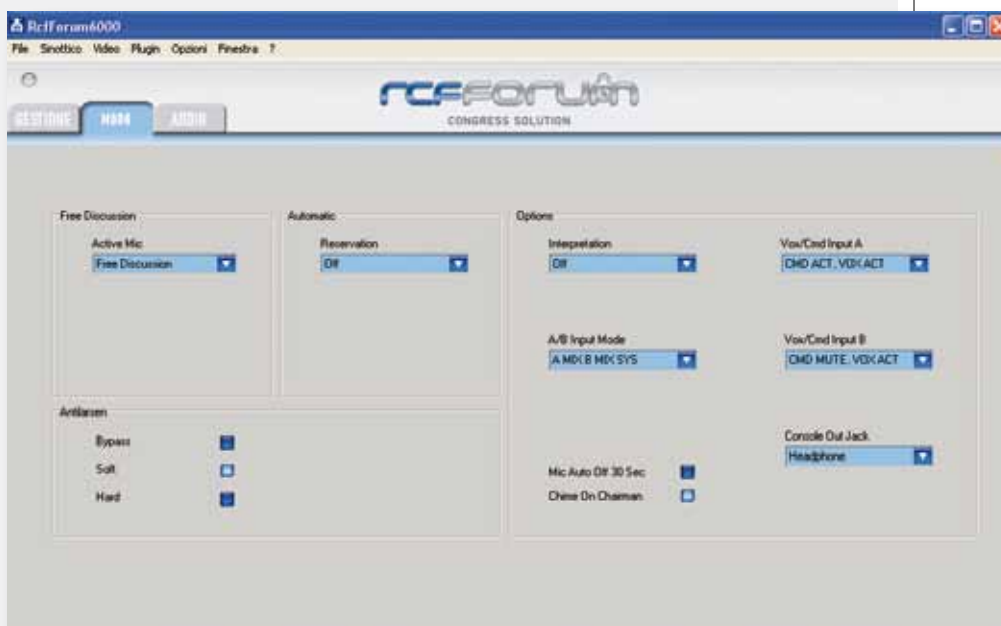 RcfForum6000
File Sinottico Video Plugin Opzioni Finestra ?
rcf forum
CONGRESS SOLUTION
GESTIONE MODE AUDIO
Free Discussion
Active Mic
Free Discussion
Automatic
Reservation
Off
Options
Interpretation
Off
Vox/Cmd Input A
CMD ACT, VOX ACT
A/B Input Mode
A MIX B MIX SYS
Vox/Cmd Input B
CMD MUTE, VOX ACT
Antilarsen
Bypass
Soft
Hard
Console Out Jack
Headphone
Mic Auto Off 30 Sec
Chime On Chairman